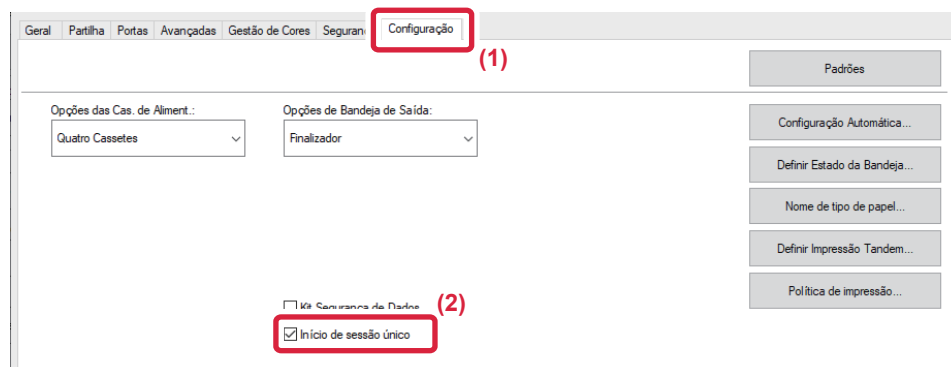 Geral Partilha Portas Avançadas Gestão de Cores Seguran Configuração
(1)
Padrões
Opções das Cas. de Aliment.: Opções de Bandeja de Saída:
Quatro Cassetes Finalizador
Configuração Automática...
Definir Estado da Bandeja...
Nome de tipo de papel...
Definir Impressão Tandem...
Política de impressão...
Kit Segurança de Dados (2)
Início de sessão único